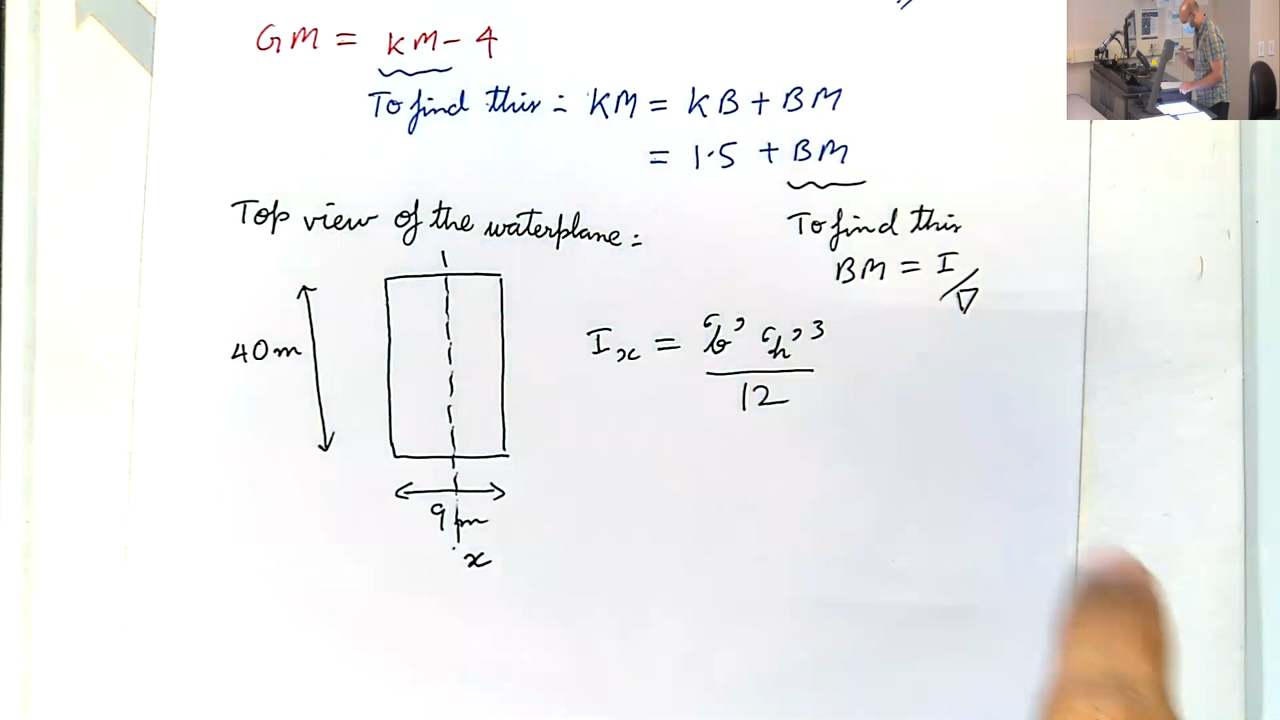 GM = KM - 4
To find this : KM = KB + BM
= 1.5 + BM
Top view of the waterplane :
To find this
BM = I/∇
40m
I_x = 'b' 'h'³
12
9m
x